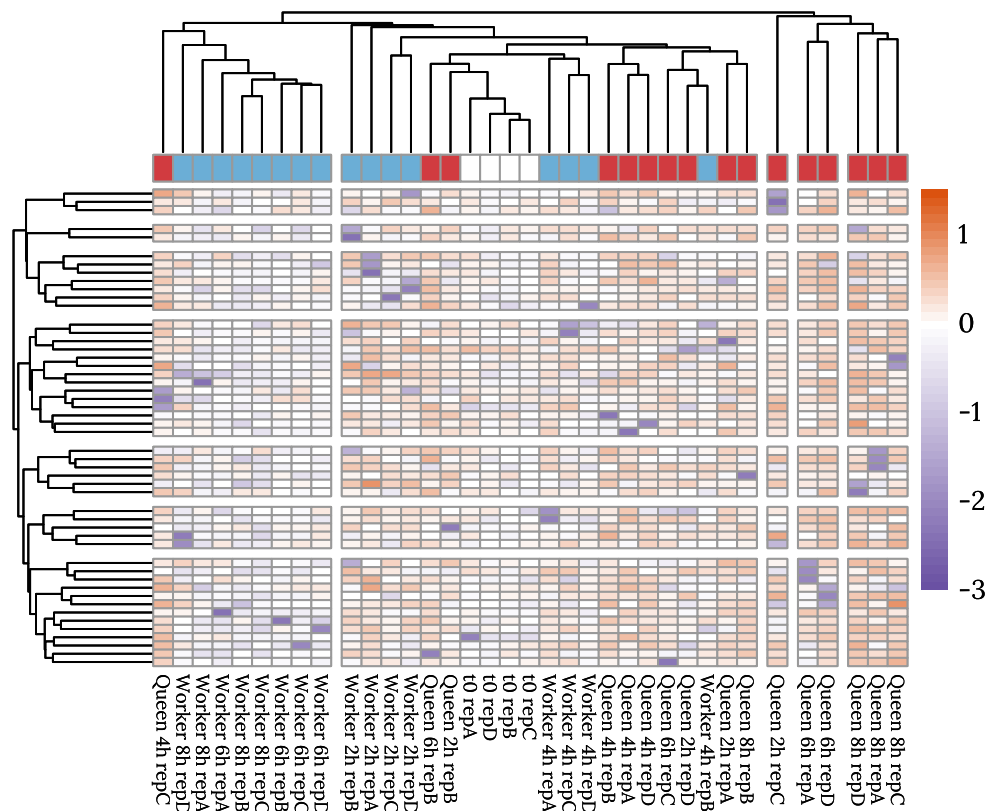 1
0
−1
−2
−3
Queen 4h repC
Worker 8h repD
Worker 8h repA
Worker 6h repA
Worker 8h repB
Worker 8h repC
Worker 6h repB
Worker 6h repC
Worker 6h repD
Worker 2h repB
Worker 2h repA
Worker 2h repC
Worker 2h repD
Queen 6h repB
Queen 2h repB
t0 repA
t0 repD
t0 repB
t0 repC
Worker 4h repA
Worker 4h repC
Worker 4h repD
Queen 4h repB
Queen 4h repA
Queen 4h repD
Queen 6h repC
Queen 2h repD
Worker 4h repB
Queen 2h repA
Queen 8h repB
Queen 2h repC
Queen 6h repA
Queen 6h repD
Queen 8h repD
Queen 8h repA
Queen 8h repC